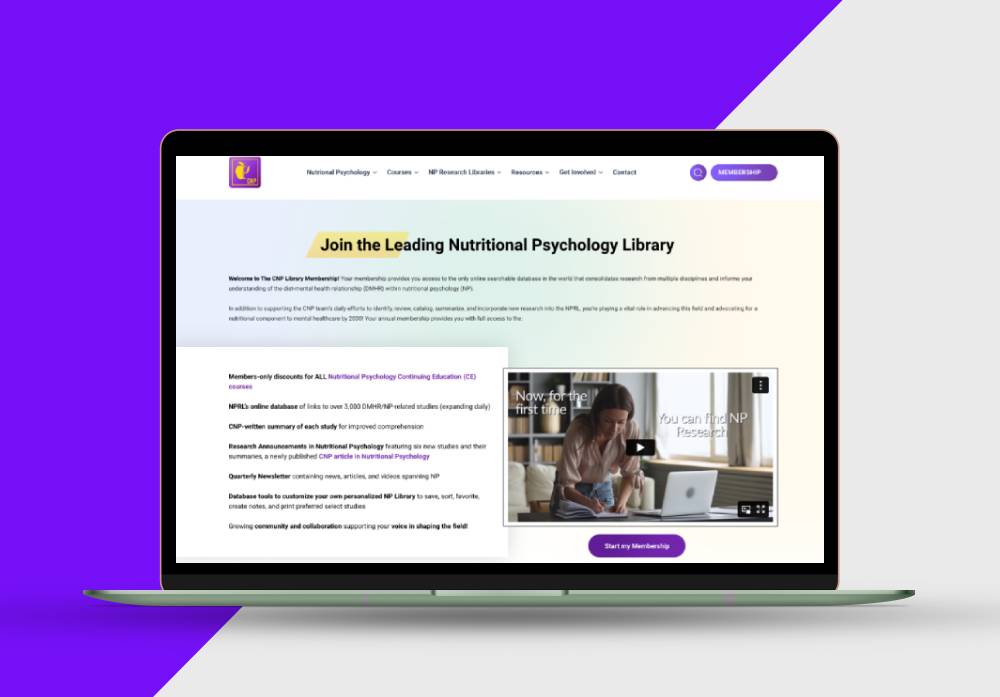 CNP
Nutrional Psychology
Courses
NP Research Libraries
Resources
Get Involved
Contact
MEMBERSHIP
Join the Leading Nutritional Psychology Library
Welcome to The CNP Library Membership! Your membership provides you access to the only online searchable database in the world that consolidates research from multiple disciplines and informs your
understanding of the diet-mental health relationship (DMHR) within nutritional psychology (NP).
In addition to supporting the CNP team's daily efforts to identify, review, catalog, summarize, and incorporate new research into the NPRL, you're playing a vital role in advancing this field and advocating for a
nutritional component to mental healthcare by 2030! Your annual membership provides you with full access to the:
Members-only discounts for ALL Nutritional Psychology Continuing Education (CE)
courses
NPRL's online database of links to over 3,000 DMHR/NP-related studies (expanding daily)
CNP-written summary of each study for improved comprehension
Research Announcements in Nutritional Psychology featuring six new studies and their
summaries, a newly published CNP article in Nutritional Psychology
Quarterly Newsletter containing news, articles, and videos spanning NP
Database tools to customize your own personalized NP Library to save, sort, favorite,
create notes, and print preferred select studies
Growing community and collaboration supporting your voice in shaping the field!
Now, for the
first time
You can find NP
Research
Start my Membership